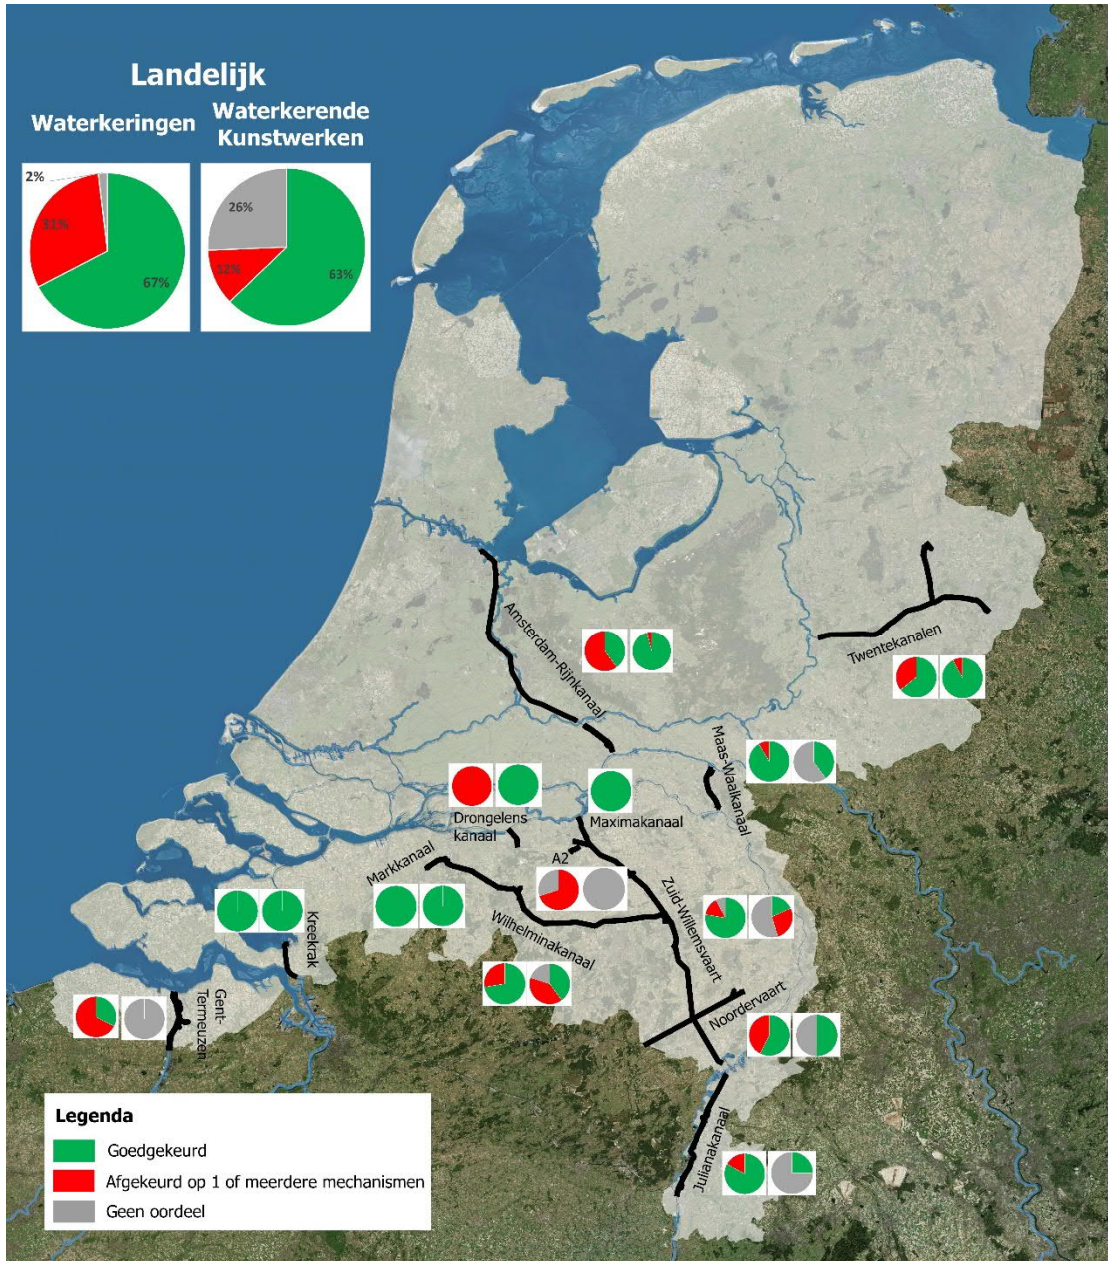 Landelijk
Waterkeringen
Waterkerende
Kunstwerken
2%
31%
67%
26%
12%
63%
Amsterdam-Rijnkanaal
Twentekanalen
Maas-Waalkanaal
Drongelens
kanaal
Maximakanaal
A2
Markkanaal
Zuid-Willemsvaart
Wilhelminakanaal
Kreekrak
Gent-
Termeuzen
Noordervaart
Julianakanaal
Legenda
Goedgekeurd
Afgekeurd op 1 of meerdere mechanismen
Geen oordeel